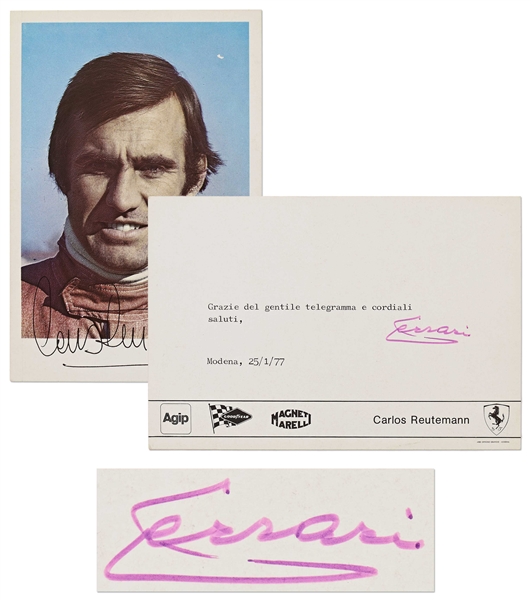 Grazie del gentile telegramma e cordiali
saluti,
Ferrari
Modena, 25/1/77
Agip
GOODYEAR
MAGNETI
MARELLI
Carlos Reutemann
Ferrari